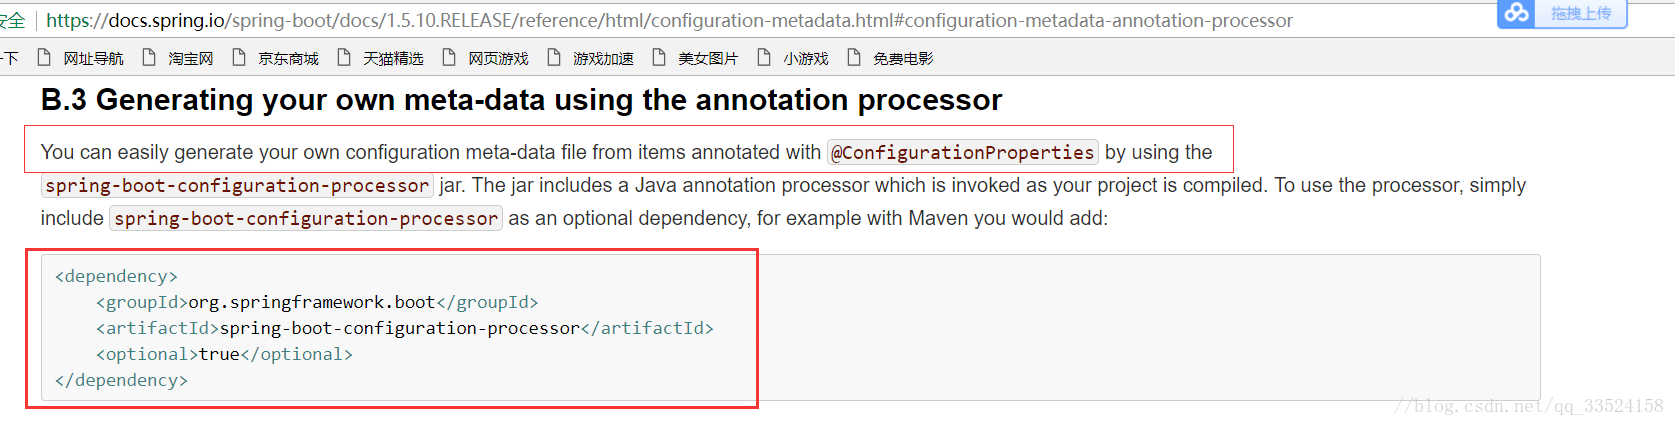 安全 https://docs.spring.io/spring-boot/docs/1.5.10.RELEASE/reference/html/configuration-metadata.html#configuration-metadata-annotation-processor
拖拽上传
一下 网址导航 淘宝网 京东商城 天猫精选 网页游戏 游戏加速 美女图片 小游戏 免费电影
B.3 Generating your own meta-data using the annotation processor
You can easily generate your own configuration meta-data file from items annotated with @ConfigurationProperties by using the
spring-boot-configuration-processor jar. The jar includes a Java annotation processor which is invoked as your project is compiled. To use the processor, simply
include spring-boot-configuration-processor as an optional dependency, for example with Maven you would add:
<dependency>
    <groupId>org.springframework.boot</groupId>
    <artifactId>spring-boot-configuration-processor</artifactId>
    <optional>true</optional>
</dependency>
//blog.csdn.net/qq_33524158